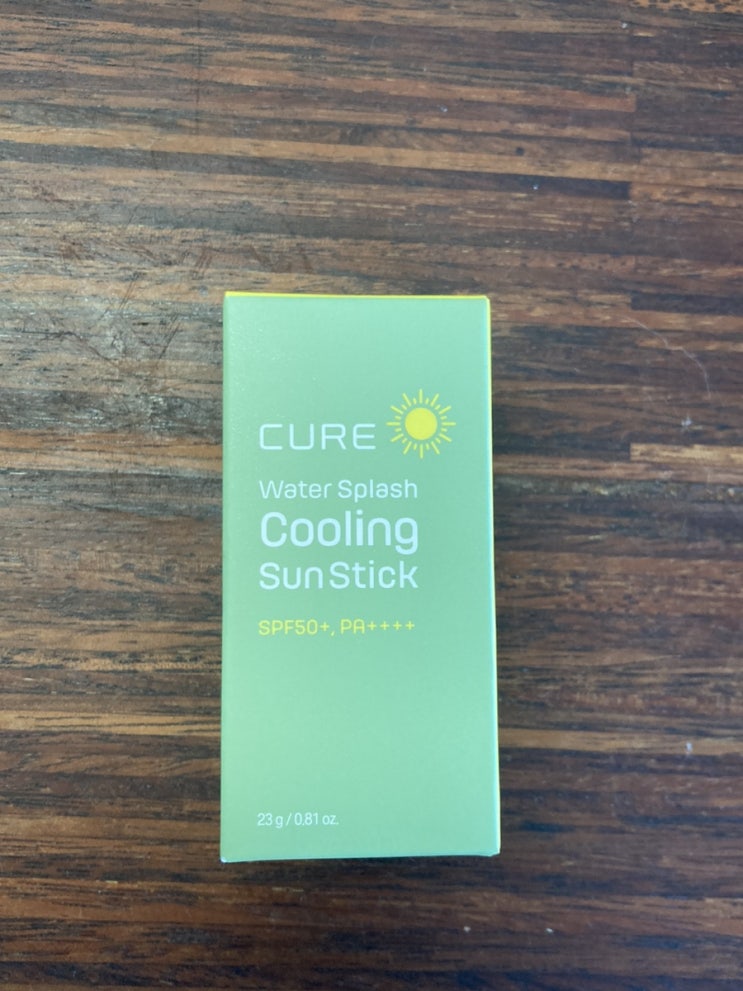 CURE
Water Splash
Cooling
Sun Stick
SPF50+, PA++++
23 g / 0.81 oz.